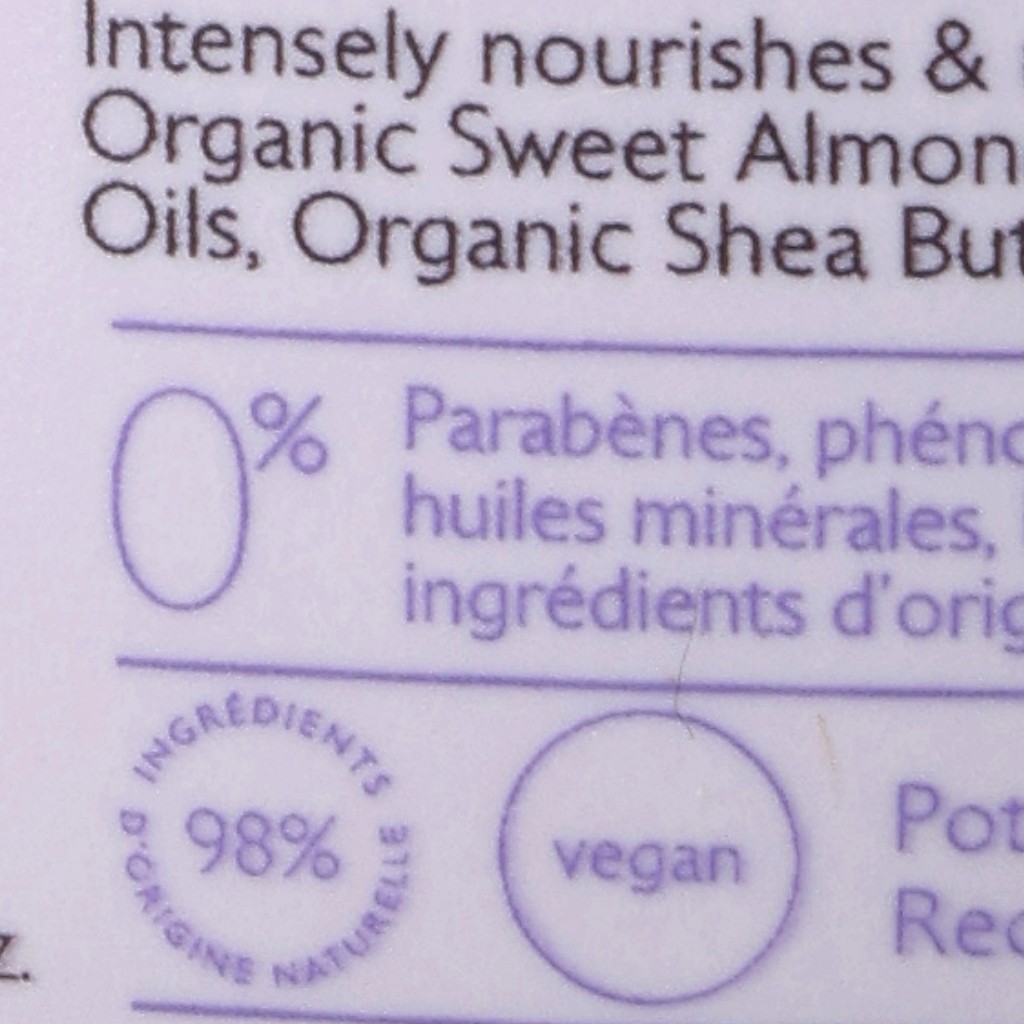 Intensely nourishes &
Organic Sweet Almon
Oils, Organic Shea But
0%
Parabènes, phéno
huiles minérales,
ingrédients d'orig
INGRÉDIENTS
98%
D'ORIGINE NATURELLE
vegan
Pot
Rec
z.